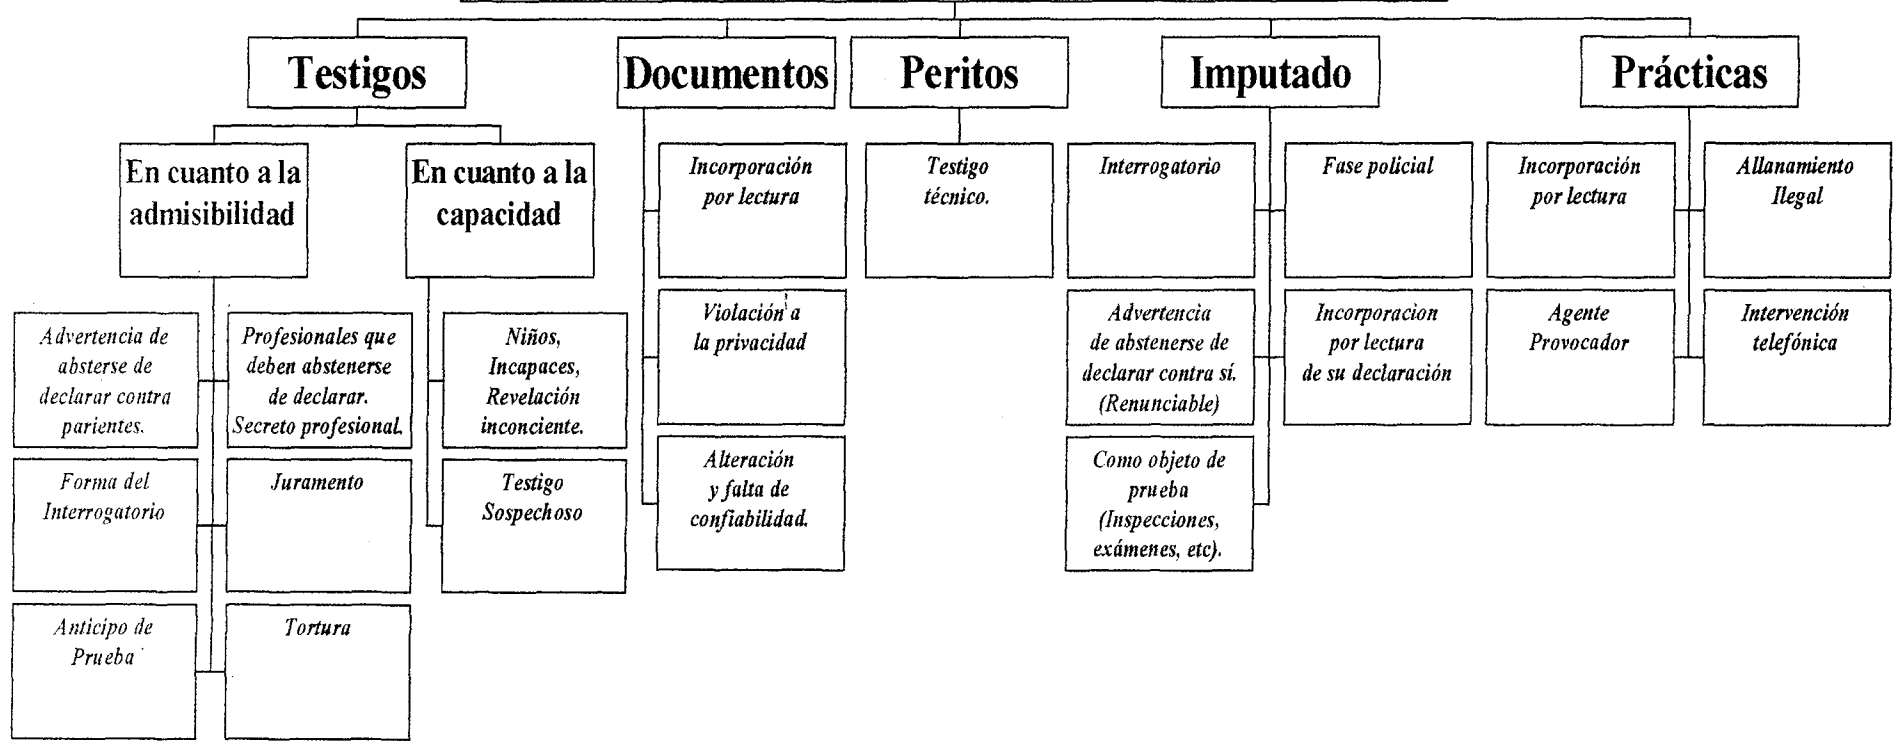 Testigos
Documentos
Peritos
Imputado
Prácticas
En cuanto a la
admisibilidad
En cuanto a la
capacidad
Advertencia de
absterse de
declarar contra
parientes.
Profesionales que
deben abstenerse
de declarar.
Secreto profesional.
Forma del
Interrogatorio
Juramento
Anticipo de
Prueba
Tortura
Niños,
Incapaces,
Revelación
inconciente.
Testigo
Sospechoso
Incorporación
por lectura
Violación a
la privacidad
Alteración
y falta de
confiabilidad.
Testigo
técnico.
Interrogatorio
Fase policial
Advertencia
de abstenerse de
declarar contra sí.
(Renunciable)
Incorporacion
por lectura
de su declaración
Como objeto de
prueba
(Inspecciones,
exámenes, etc).
Incorporación
por lectura
Allanamiento
Ilegal
Agente
Provocador
Intervención
telefónica